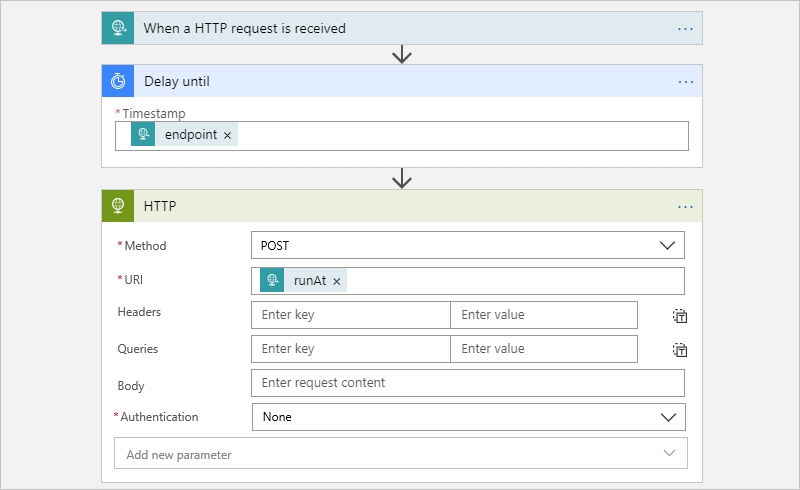 When a HTTP request is received ...
Delay until ...
*Timestamp
endpoint ×
HTTP ...
*Method POST
*URI runAt ×
Headers Enter key Enter value
Queries Enter key Enter value
Body Enter request content
*Authentication None
Add new parameter